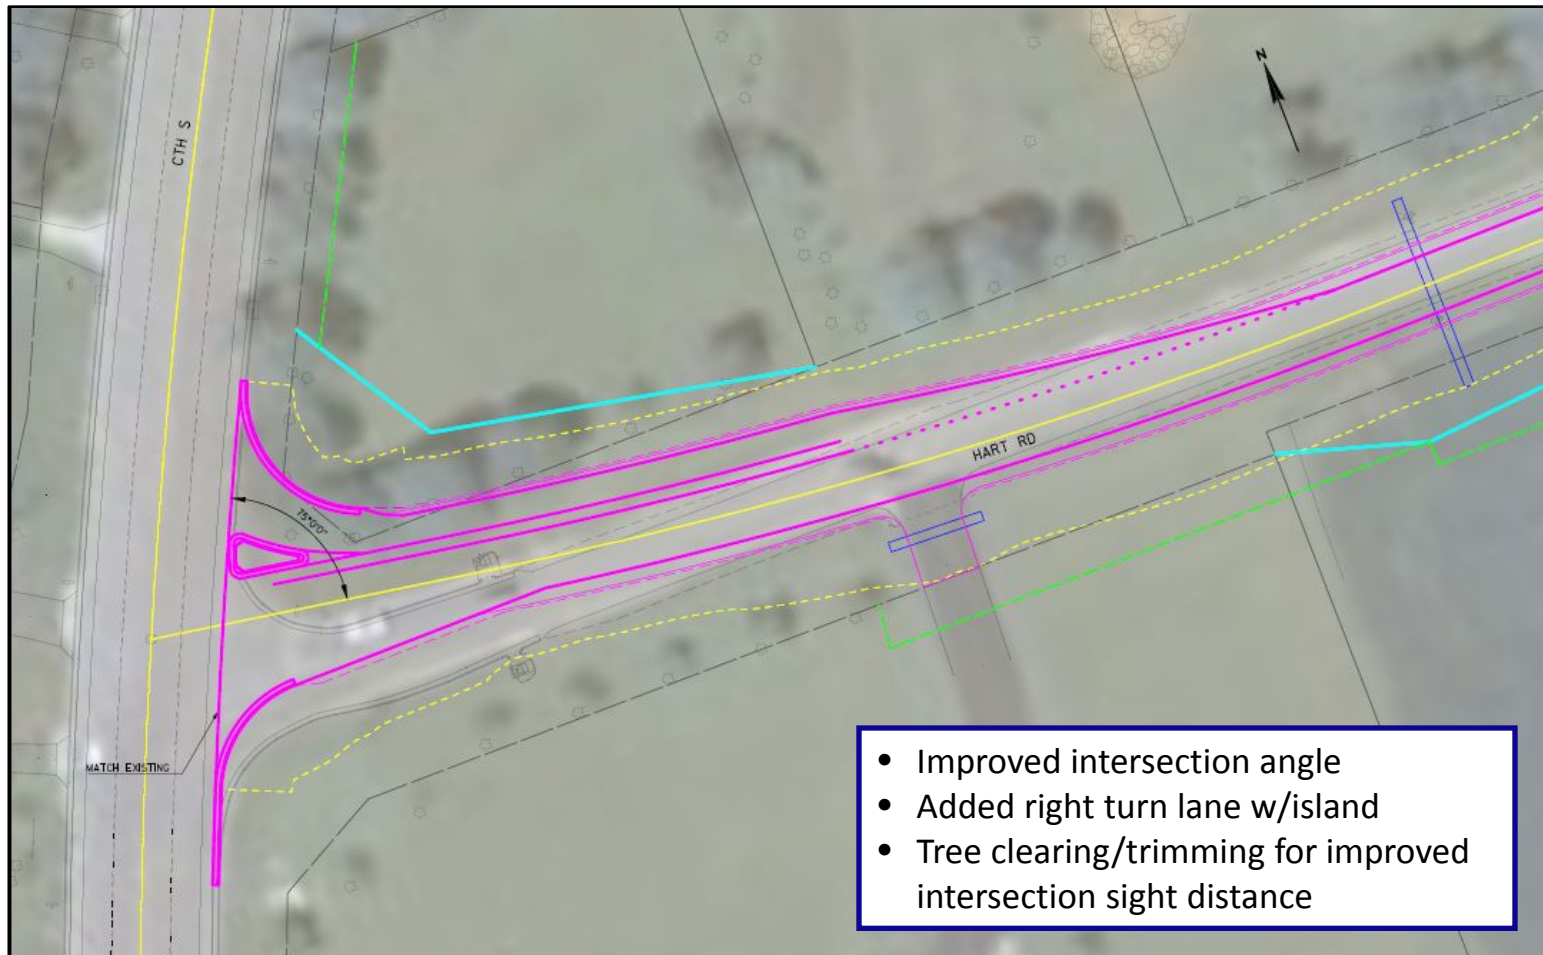 N
CTH S
HART RD
75°0'0"
MATCH EXISTING
• Improved intersection angle
• Added right turn lane w/island
• Tree clearing/trimming for improved
intersection sight distance